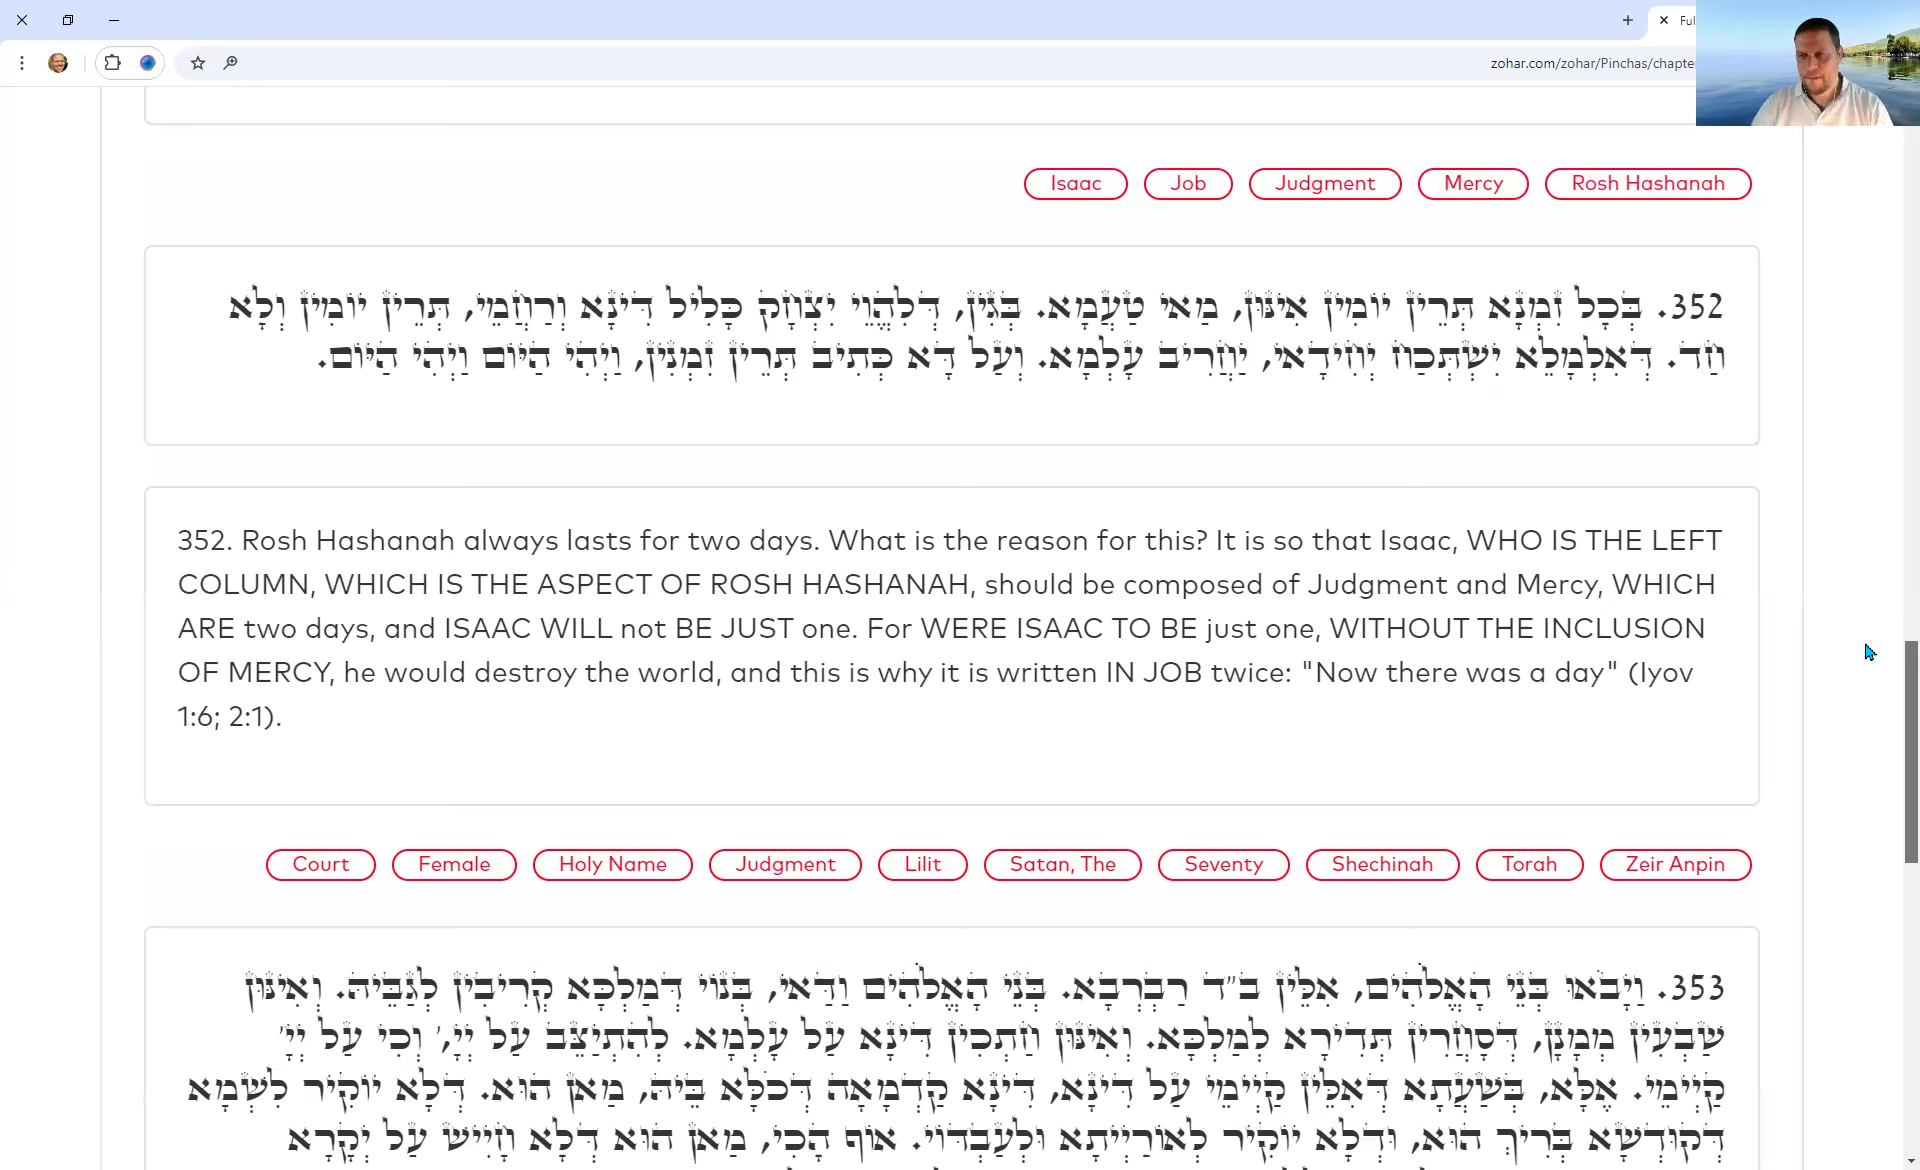 Ful
zohar.com/zohar/Pinchas/chapte
Isaac Job Judgment Mercy Rosh Hashanah
352. בְּכָל זִמְנָא תְּרֵין יוֹמִין אִינּוּן, מַאי טַעֲמָא. בְּגִין, דְּלִהֱוֵי יִצְחָק כָּלִיל דִּינָא וְרַחֲמֵי, תְּרֵין יוֹמִין וְלָא
חַד. דְּאִלְמָלֵא יִשְׁתְּכַח יְחִידָאי, יַחֲרִיב עָלְמָא. וְעַל דָּא כְּתִיב תְּרֵין זִמְנִין, וַיְהִי הַיּוֹם וַיְהִי הַיּוֹם.
352. Rosh Hashanah always lasts for two days. What is the reason for this? It is so that Isaac, WHO IS THE LEFT
COLUMN, WHICH IS THE ASPECT OF ROSH HASHANAH, should be composed of Judgment and Mercy, WHICH
ARE two days, and ISAAC WILL not BE JUST one. For WERE ISAAC TO BE just one, WITHOUT THE INCLUSION
OF MERCY, he would destroy the world, and this is why it is written IN JOB twice: "Now there was a day" (Iyov
1:6; 2:1).
Court Female Holy Name Judgment Lilit Satan, The Seventy Shechinah Torah Zeir Anpin
353. וַיָּבֹאוּ בְּנֵי הָאֱלֹהִים, אִלֵּין ב"ד רַבְרְבָא. בְּנֵי הָאֱלֹהִים וַדַּאי, בְּנוֹי דְּמַלְכָּא קְרִיבִין לְגַבֵּיהּ. וְאִינּוּן
שַׁבְעִין מְמָנָן, דְּסָחֲרִין תְּדִירָא לְמַלְכָּא. וְאִינּוּן חַתְכִין דִּינָא עַל עָלְמָא. לְהִתְיַצֵּב עַל יְיָ,' וְכִי עַל יְיָ'
קַיְימֵי. אֶלָּא, בְּשַׁעֲתָא דְּאִלֵּין קַיְימֵי עַל דִּינָא, דִּינָא קַדְמָאָה דְּכֹלָּא בֵּיהּ, מַאן הוּא. דְּלָא יוֹקִיר לִשְׁמָא
דְּקוּדְשָׁא בְּרִיךְ הוּא, וּדְלָא יוֹקִיר לְאוֹרַיְיתָא וּלְעַבְדּוֹי. אוֹף הָכִי, מַאן הוּא דְּלָא חָיִישׁ עַל יְקָרָא